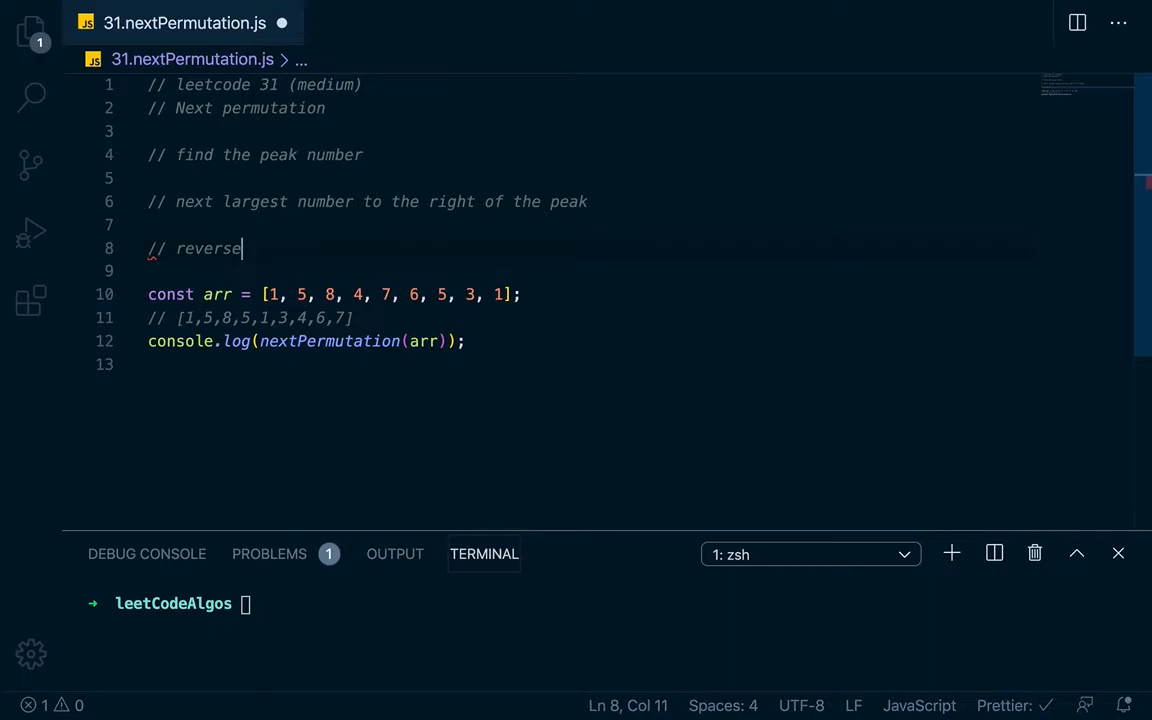 31.nextPermutation.js
31.nextPermutation.js > ...
1
1 // leetcode 31 (medium)
2 // Next permutation
3
4 // find the peak number
5
6 // next largest number to the right of the peak
7
8 // reverse
9
10 const arr = [1, 5, 8, 4, 7, 6, 5, 3, 1];
11 // [1,5,8,5,1,3,4,6,7]
12 console.log(nextPermutation(arr));
13
DEBUG CONSOLE PROBLEMS 1 OUTPUT TERMINAL 1: zsh
→ leetCodeAlgos
1 0 Ln 8, Col 11 Spaces: 4 UTF-8 LF JavaScript Prettier: ✓